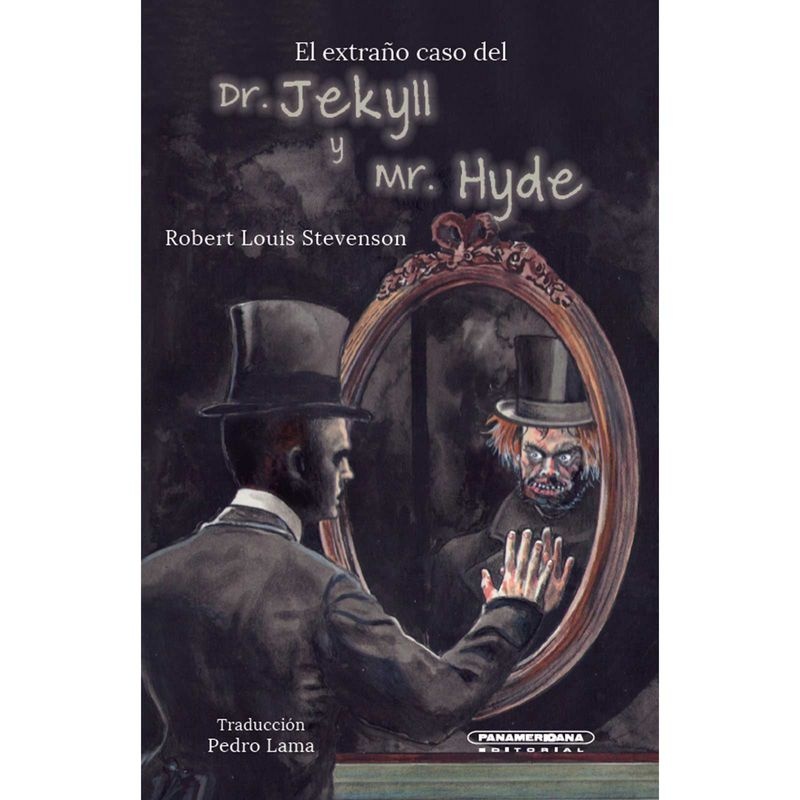 El extraño caso del
Dr. Jekyll
y
Mr. Hyde
Robert Louis Stevenson
Traducción
Pedro Lama
PANAMERICANA
EDITORIAL